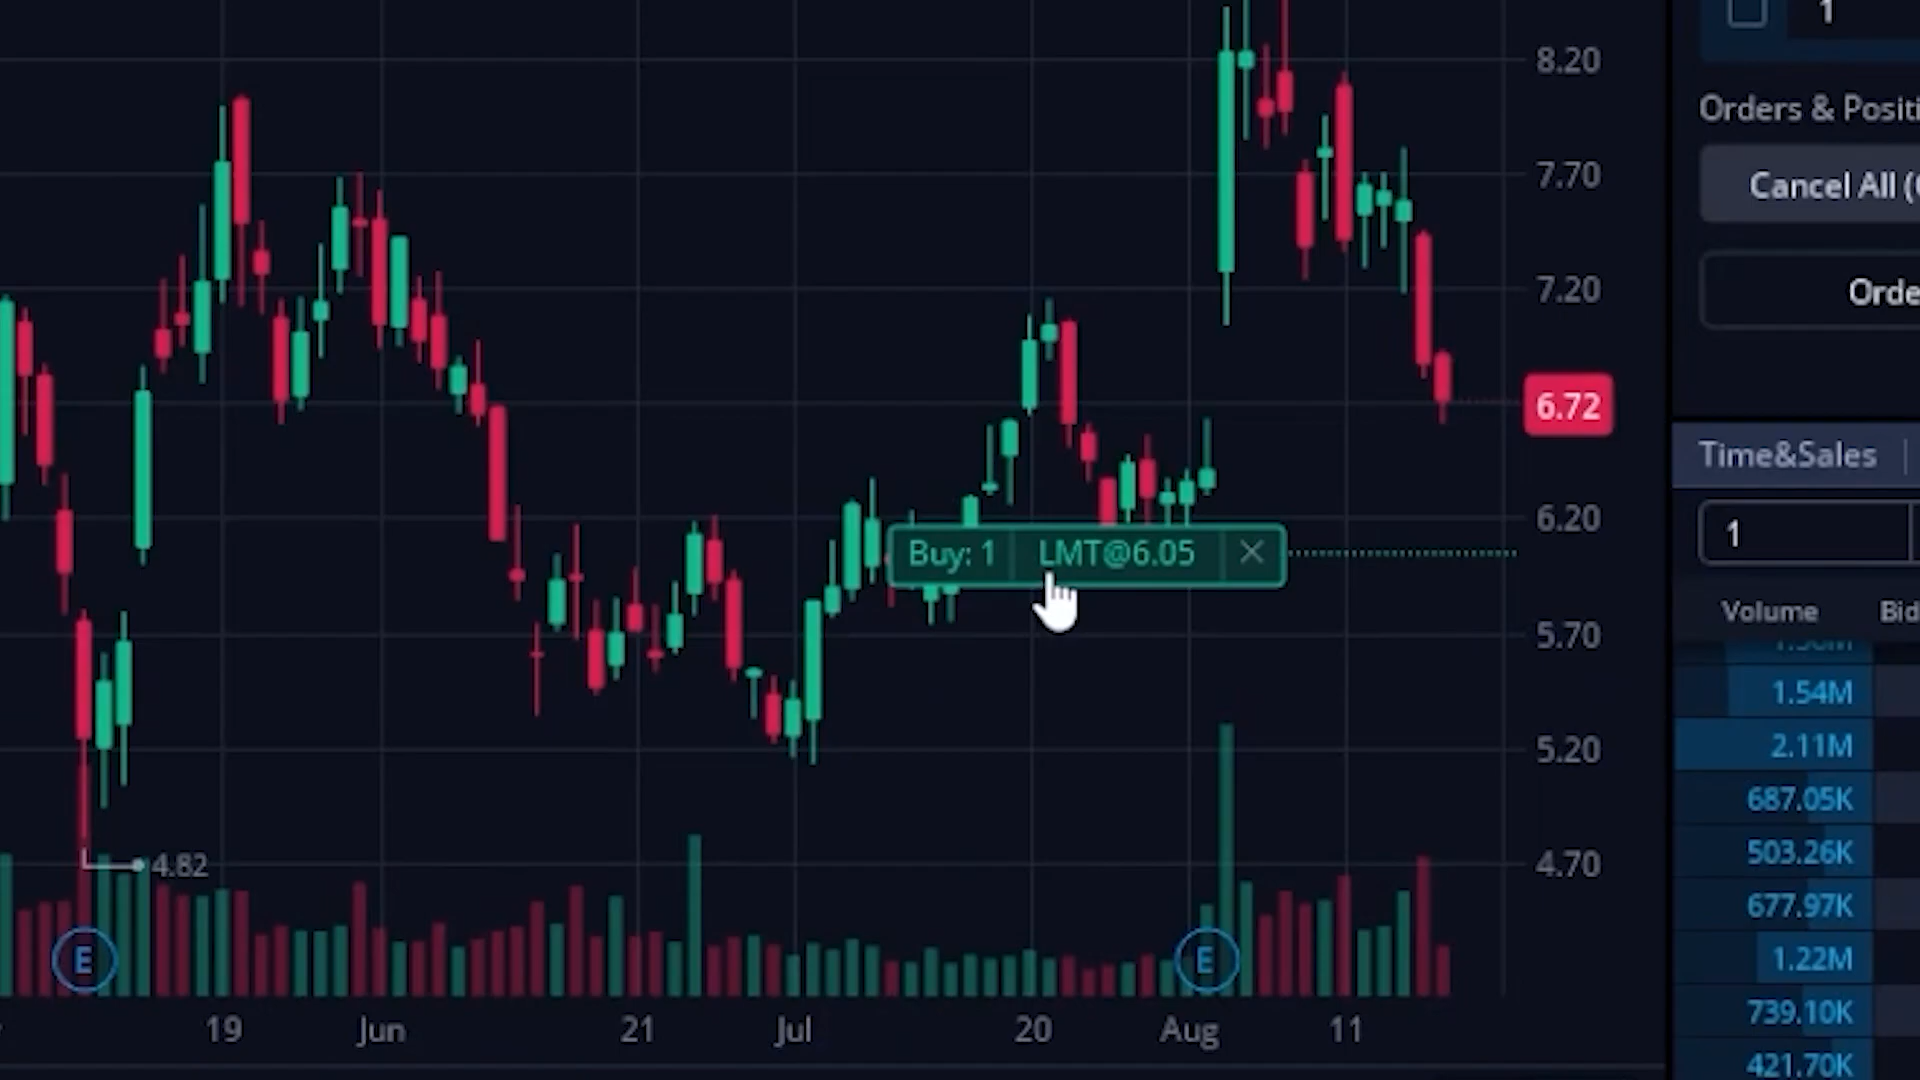 1
8.20
Orders & Positi
7.70
Cancel All (
7.20
Orde
6.72
Time&Sales
6.20
1
Buy: 1 LMT@6.05
5.70
Volume Bid
1.54M
5.20
2.11M
687.05K
4.82
4.70
503.26K
677.97K
E
E
1.22M
19 Jun 21 Jul 20 Aug 11
739.10K
421.70K